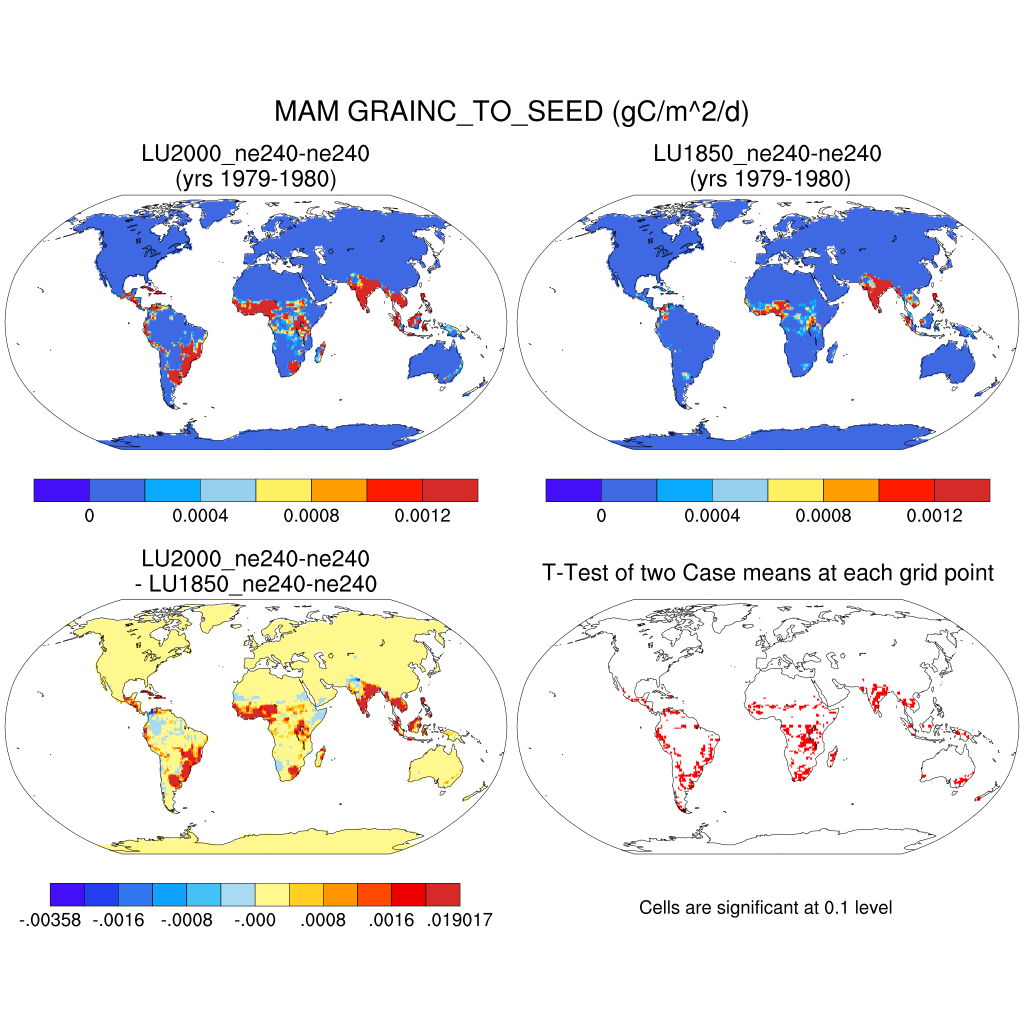 MAM GRAINC_TO_SEED (gC/m^2/d)
LU2000_ne240-ne240
(yrs 1979-1980)
LU1850_ne240-ne240
(yrs 1979-1980)
0 0.0004 0.0008 0.0012
0 0.0004 0.0008 0.0012
LU2000_ne240-ne240
- LU1850_ne240-ne240
T-Test of two Case means at each grid point
-.00358 -.0016 -.0008 -.000 .0008 .0016 .019017
Cells are significant at 0.1 level